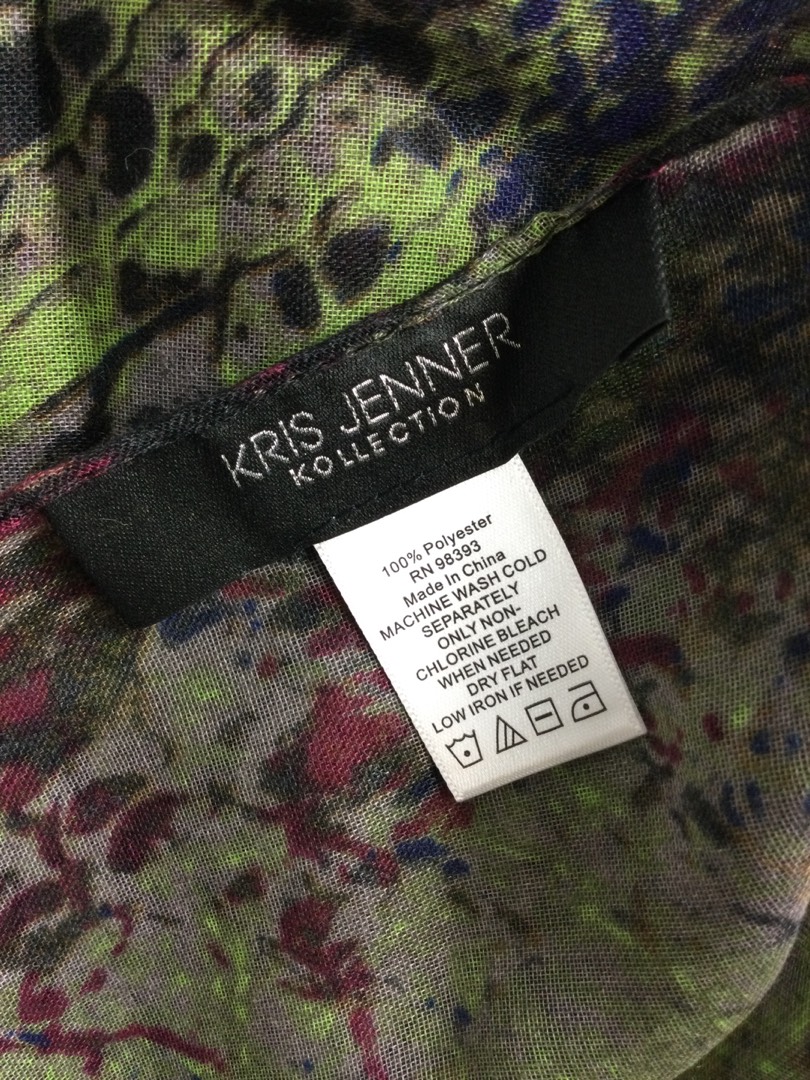 KRIS JENNER
KOLLECTION
100% Polyester
RN 98393
Made In China
MACHINE WASH COLD
SEPARATELY
ONLY NON-
CHLORINE BLEACH
WHEN NEEDED
DRY FLAT
LOW IRON IF NEEDED